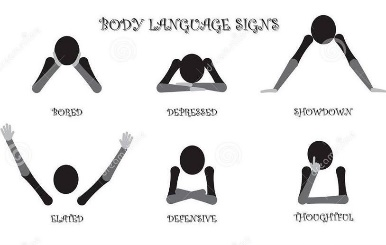 BODY LANGUAGE SIGNS
BORED
DEPRESSED
SHOWDOWN
ELATED
DEFENSIVE
THOUGHTFUL